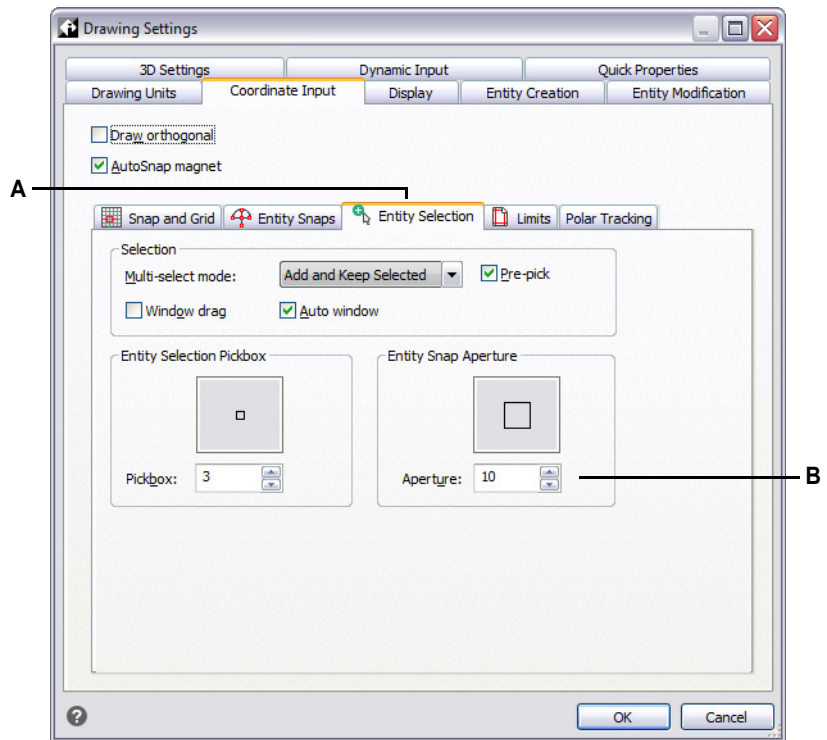 Drawing Settings
3D Settings Dynamic Input Quick Properties
Drawing Units Coordinate Input Display Entity Creation Entity Modification
Draw orthogonal
AutoSnap magnet
A
Snap and Grid Entity Snaps Entity Selection Limits Polar Tracking
Selection
Multi-select mode: Add and Keep Selected Pre-pick
Window drag Auto window
Entity Selection Pickbox Entity Snap Aperture
Pickbox: 3 Aperture: 10
B
? OK Cancel